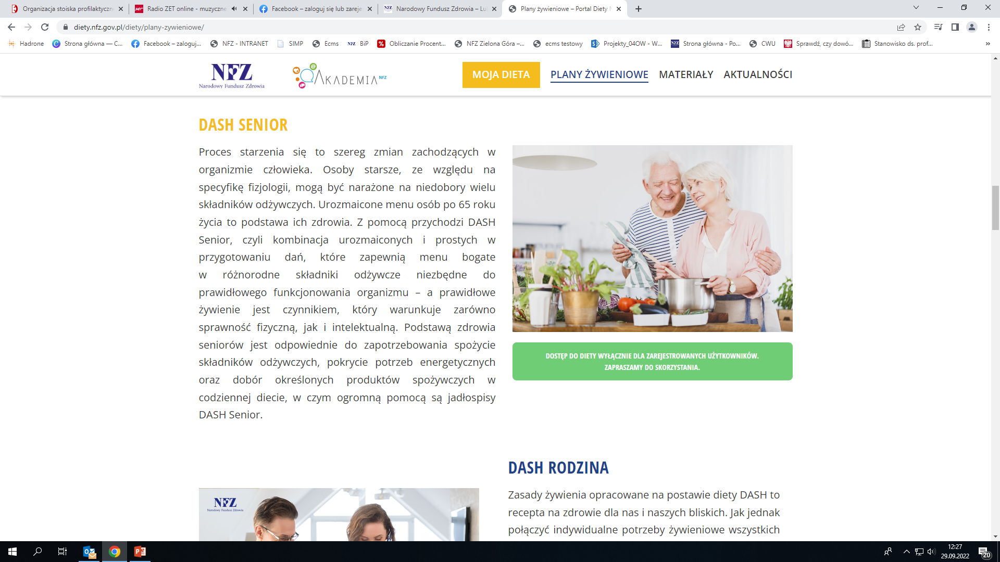 Organizacja stoiska profilaktyczn
Radio ZET online - muzyczne
Facebook – zaloguj się lub zareje
Narodowy Fundusz Zdrowia – Lu
Plany żywieniowe – Portal Diety
diety.nfz.gov.pl/diety/plany-zywieniowe/
Hadrone
Strona główna — C...
Facebook – zaloguj...
NFZ - INTRANET
SIMP
Ecms
BiP
Obliczanie Procent...
NFZ Zielona Góra –...
ecms testowy
Projekty_04OW - W...
Strona główna - Po...
CWU
Sprawdź, czy dowó...
Stanowisko ds. prof...
»
NFZ
Narodowy Fundusz Zdrowia
AKADEMIA NFZ
MOJA DIETA
PLANY ŻYWIENIOWE
MATERIAŁY
AKTUALNOŚCI
DASH SENIOR
Proces starzenia się to szereg zmian zachodzących w
organizmie człowieka. Osoby starsze, ze względu na
specyfikę fizjologii, mogą być narażone na niedobory wielu
składników odżywczych. Urozmaicone menu osób po 65 roku
życia to podstawa ich zdrowia. Z pomocą przychodzi DASH
Senior, czyli kombinacja urozmaiconych i prostych w
przygotowaniu dań, które zapewnią menu bogate
w różnorodne składniki odżywcze niezbędne do
prawidłowego funkcjonowania organizmu – a prawidłowe
żywienie jest czynnikiem, który warunkuje zarówno
sprawność fizyczną, jak i intelektualną. Podstawą zdrowia
seniorów jest odpowiednie do zapotrzebowania spożycie
składników odżywczych, pokrycie potrzeb energetycznych
oraz dobór określonych produktów spożywczych w
codziennej diecie, w czym ogromną pomocą są jadłospisy
DASH Senior.
DOSTĘP DO DIETY WYŁĄCZNIE DLA ZAREJESTROWANYCH UŻYTKOWNIKÓW.
ZAPRASZAMY DO SKORZYSTANIA.
DASH RODZINA
Zasady żywienia opracowane na postawie diety DASH to
recepta na zdrowie dla nas i naszych bliskich. Jak jednak
połączyć indywidualne potrzeby żywieniowe wszystkich
NFZ
Narodowy Fundusz Zdrowia
12:27
29.09.2022
20